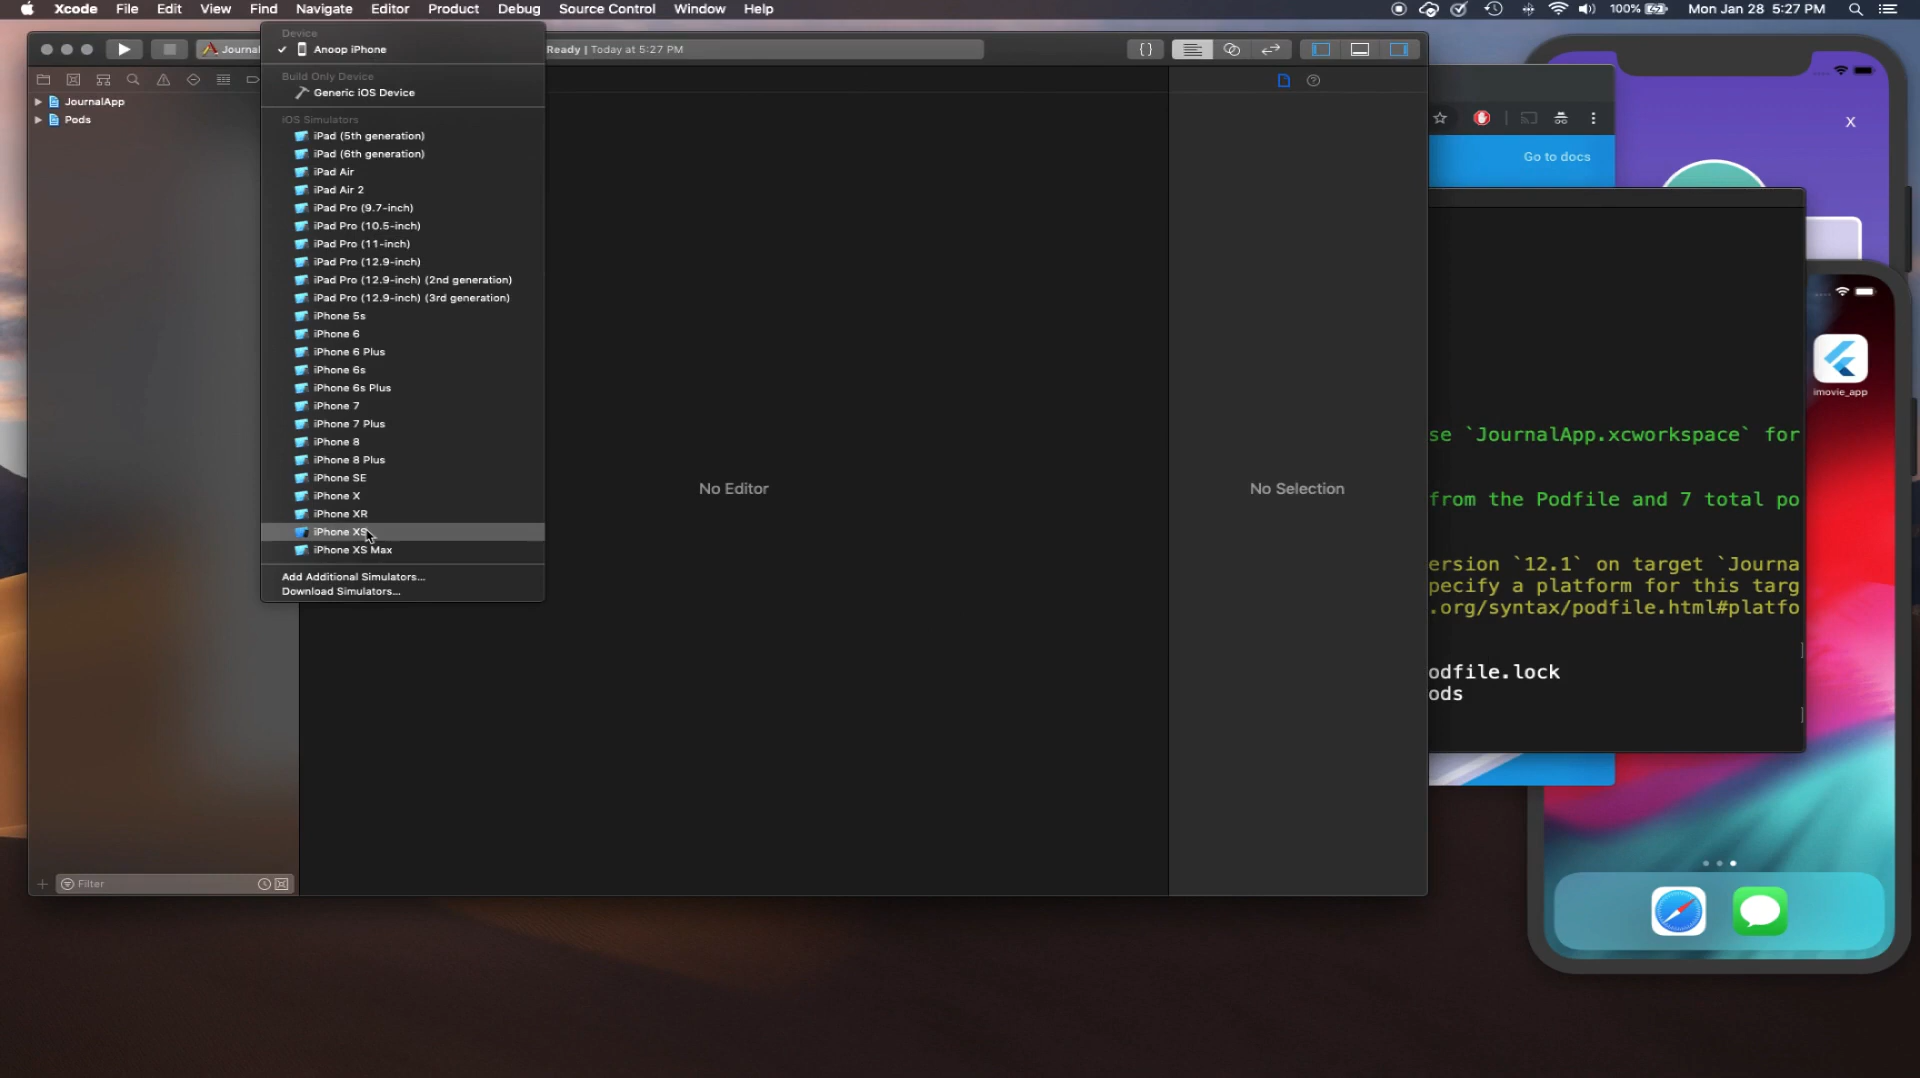 Xcode File Edit View Find Navigate Editor Product Debug Source Control Window Help 100% Mon Jan 28 5:27 PM
Journal
Ready | Today at 5:27 PM
JournalApp
Pods
Device
Anoop iPhone
Build Only Device
Generic iOS Device
iOS Simulators
iPad (5th generation)
iPad (6th generation)
iPad Air
iPad Air 2
iPad Pro (9.7-inch)
iPad Pro (10.5-inch)
iPad Pro (11-inch)
iPad Pro (12.9-inch)
iPad Pro (12.9-inch) (2nd generation)
iPad Pro (12.9-inch) (3rd generation)
iPhone 5s
iPhone 6
iPhone 6 Plus
iPhone 6s
iPhone 6s Plus
iPhone 7
iPhone 7 Plus
iPhone 8
iPhone 8 Plus
iPhone SE
iPhone X
iPhone XR
iPhone XS
iPhone XS Max
Add Additional Simulators...
Download Simulators...
No Editor
No Selection
Filter
Go to docs
X
se `JournalApp.xcworkspace` for
from the Podfile and 7 total po
ersion `12.1` on target `Journa
pecify a platform for this targ
.org/syntax/podfile.html#platfo
]
odfile.lock
ods
]
imovie_app